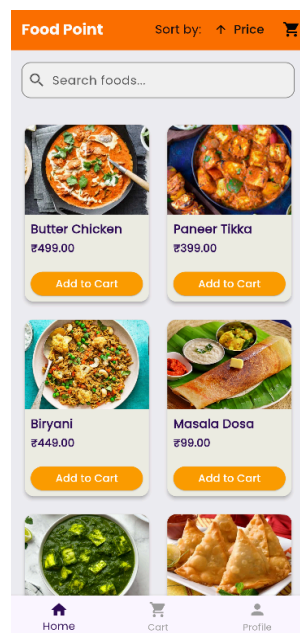 Food Point Sort by: ↑ Price
Search foods...
Butter Chicken
₹499.00
Add to Cart
Paneer Tikka
₹399.00
Add to Cart
Biryani
₹449.00
Add to Cart
Masala Dosa
₹99.00
Add to Cart
Home
Cart
Profile